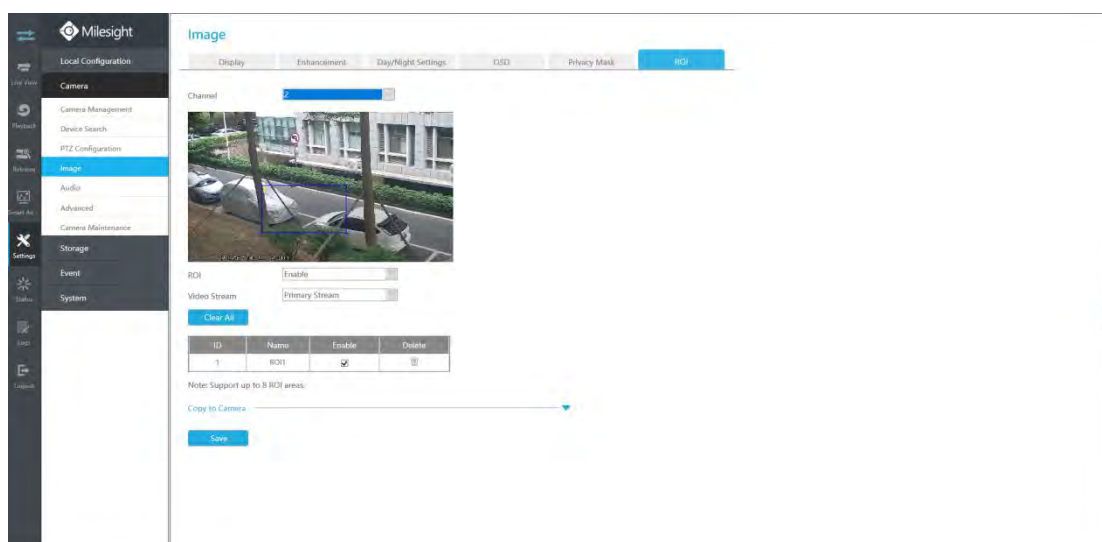 Milesight
Local Configuration
Camera
Camera Management
Device Search
PTZ Configuration
Image
Audio
Advanced
Camera Maintenance
Storage
Event
System
Live View
Playback
Retrieve
Settings
Status
Logs
Logout
Image
Display Enhancement Day/Night Settings OSD Privacy Mask ROI
Channel 2
ROI Enable
Video Stream Primary Stream
Clear All
ID Name Enable Delete
1 ROI1
Note: Support up to 8 ROI areas.
Copy to Camera
Save